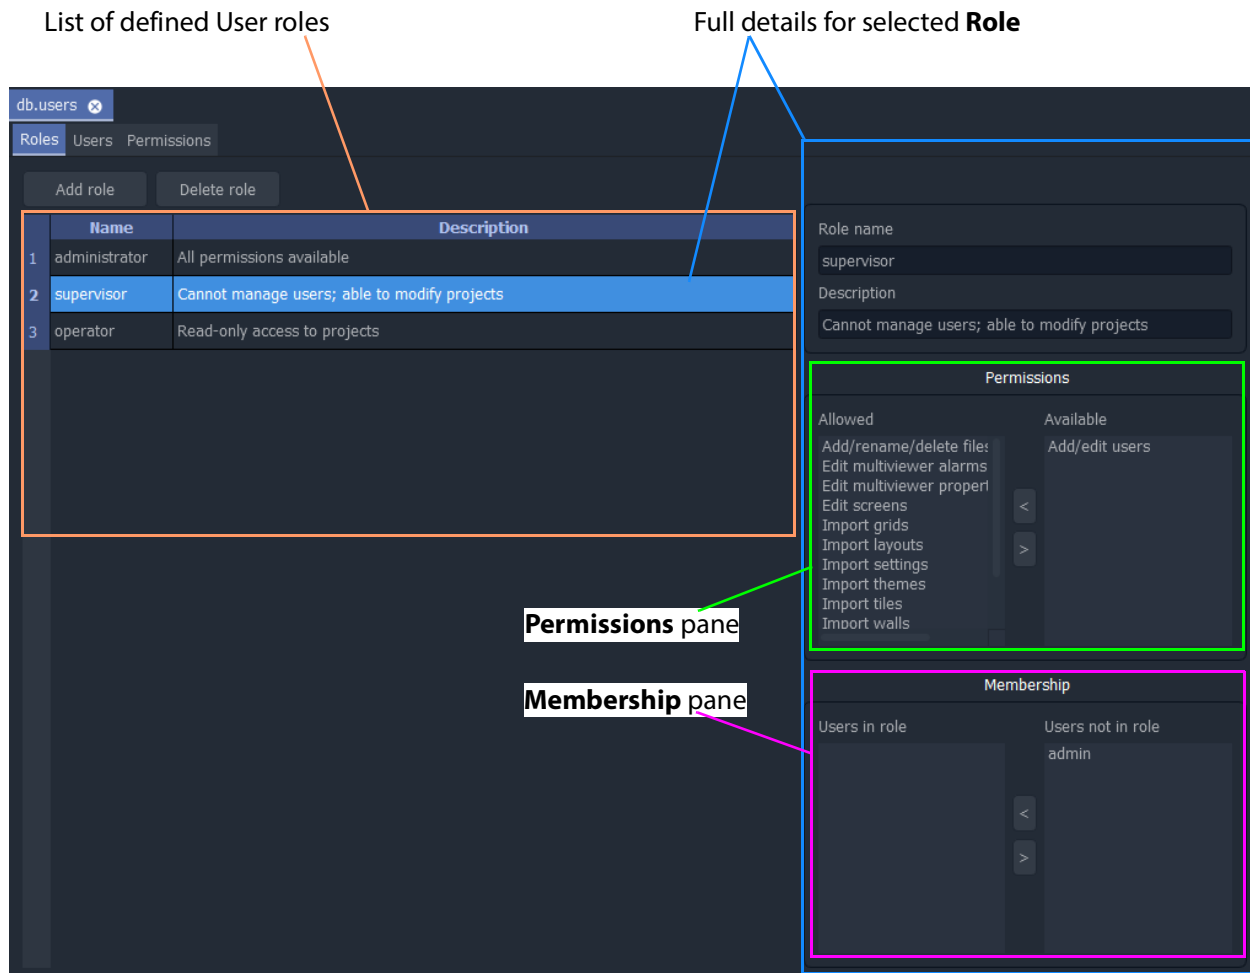 List of defined User roles
Full details for selected Role
db.users
Roles Users Permissions
Add role Delete role
Name Description
1 administrator All permissions available
2 supervisor Cannot manage users; able to modify projects
3 operator Read-only access to projects
Role name
supervisor
Description
Cannot manage users; able to modify projects
Permissions
Allowed
Add/rename/delete files
Edit multiviewer alarms
Edit multiviewer propert
Edit screens
Import grids
Import layouts
Import settings
Import themes
Import tiles
Import walls
<
>
Available
Add/edit users
Permissions pane
Membership pane
Membership
Users in role
<
>
Users not in role
admin